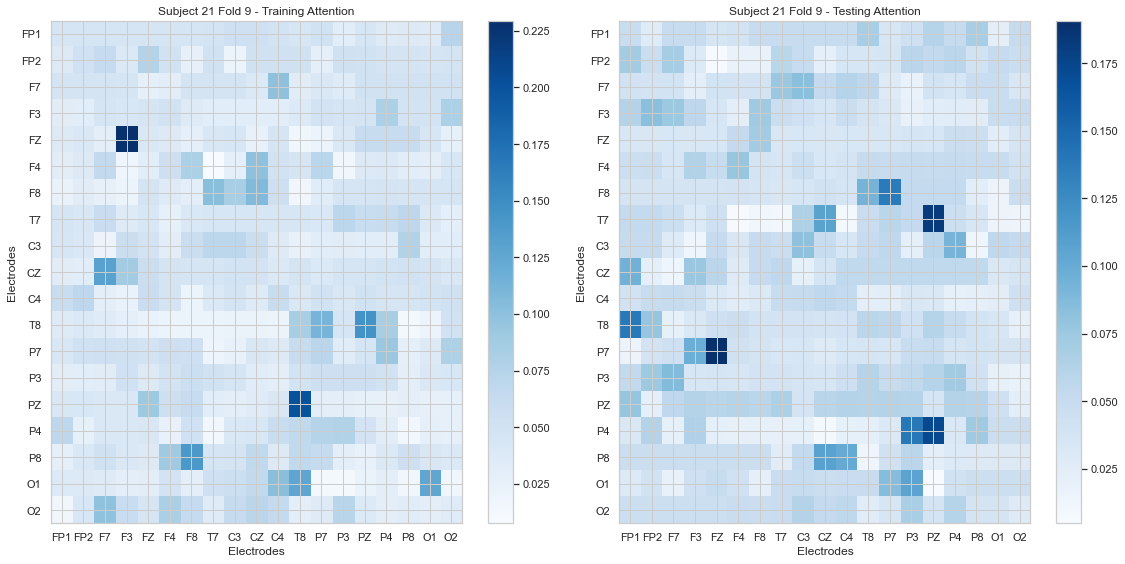 Subject 21 Fold 9 - Training Attention
FP1
FP2
F7
F3
FZ
F4
F8
T7
C3
CZ
C4
T8
P7
P3
PZ
P4
P8
O1
O2
Electrodes
FP1 FP2 F7 F3 FZ F4 F8 T7 C3 CZ C4 T8 P7 P3 PZ P4 P8 O1 O2
Electrodes
0.225
0.200
0.175
0.150
0.125
0.100
0.075
0.050
0.025
Subject 21 Fold 9 - Testing Attention
FP1
FP2
F7
F3
FZ
F4
F8
T7
C3
CZ
C4
T8
P7
P3
PZ
P4
P8
O1
O2
Electrodes
FP1 FP2 F7 F3 FZ F4 F8 T7 C3 CZ C4 T8 P7 P3 PZ P4 P8 O1 O2
Electrodes
0.175
0.150
0.125
0.100
0.075
0.050
0.025